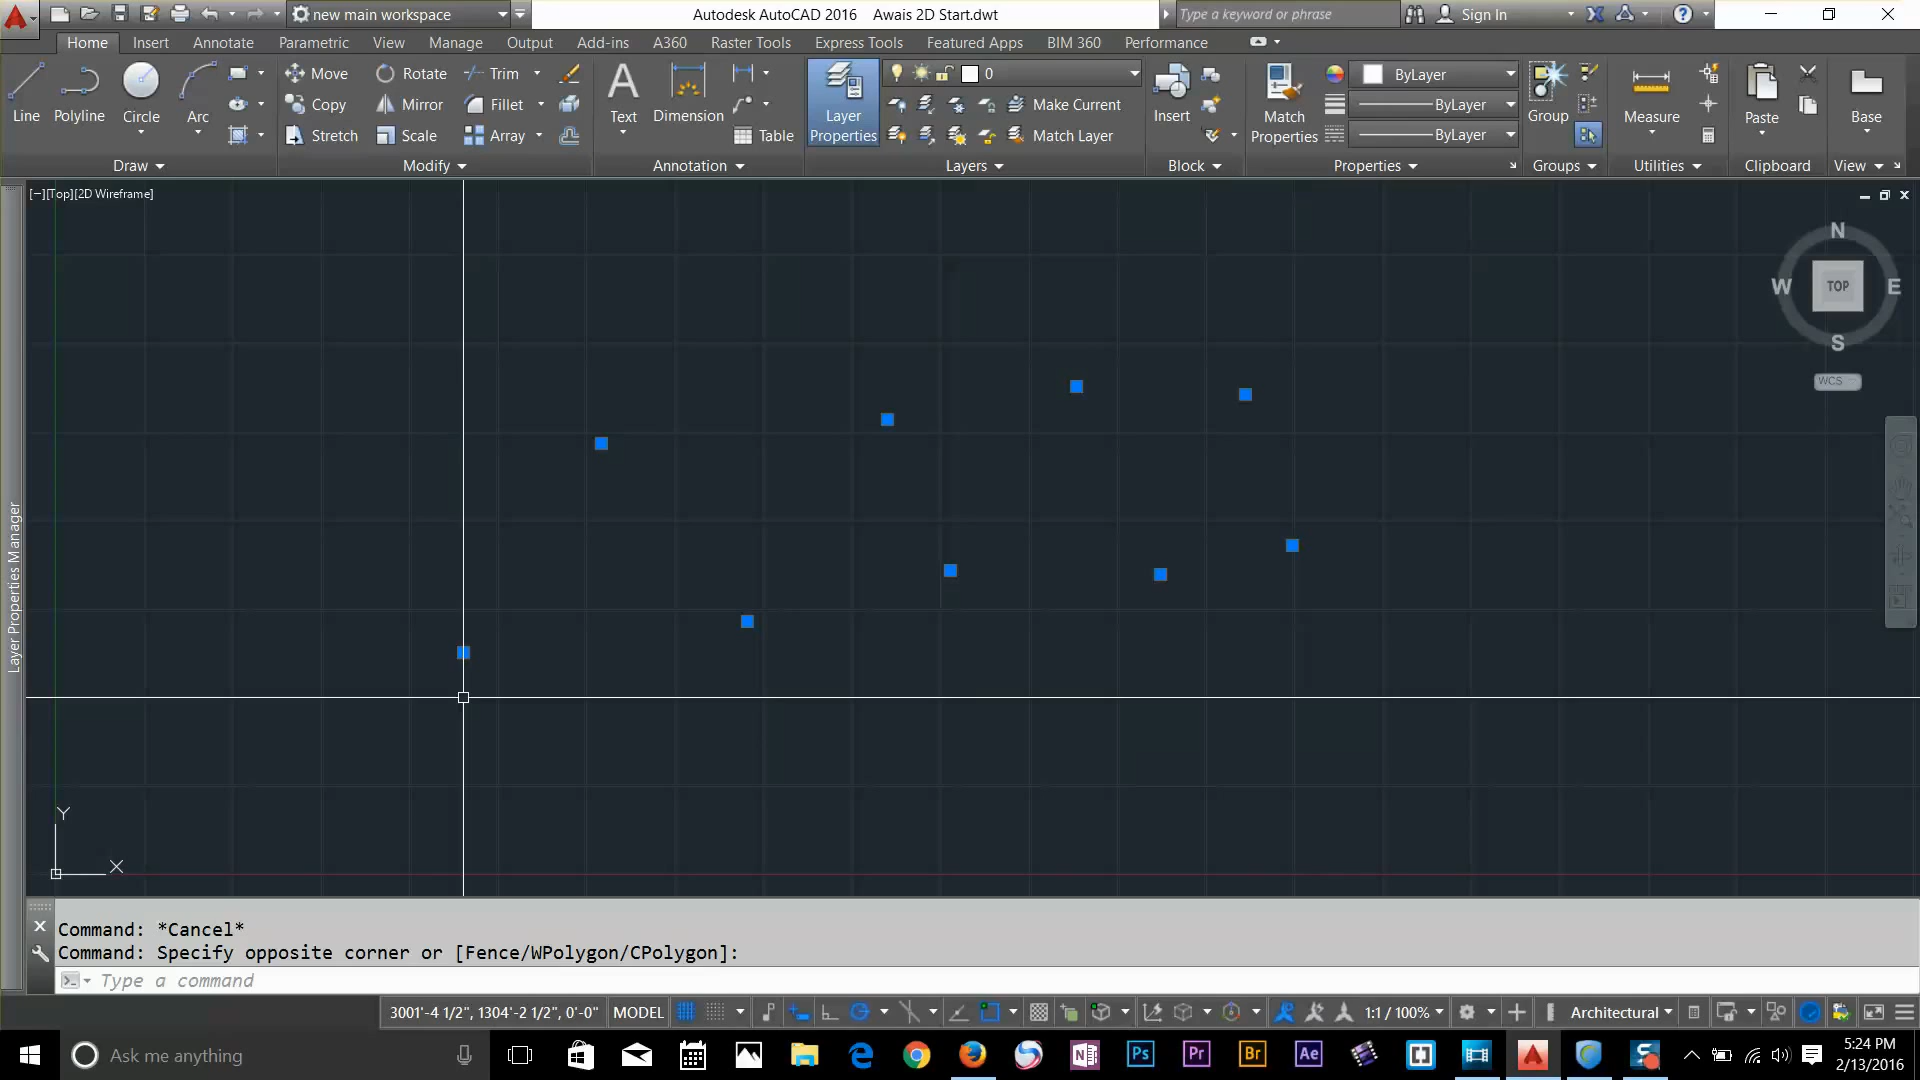 new main workspace
Autodesk AutoCAD 2016 Awais 2D Start.dwt
Type a keyword or phrase
Sign In
Home Insert Annotate Parametric View Manage Output Add-ins A360 Raster Tools Express Tools Featured Apps BIM 360 Performance
Line Polyline Circle Arc
Move Rotate Trim
Copy Mirror Fillet
Stretch Scale Array
Text Dimension Table
Layer Properties
0
Make Current
Match Layer
Insert
Match Properties
ByLayer
ByLayer
ByLayer
Group
Measure
Paste
Base
Draw Modify Annotation Layers Block Properties Groups Utilities Clipboard View
[−][Top][2D Wireframe]
N
W TOP E
S
WCS
Layer Properties Manager
Y
X
Command: *Cancel*
Command: Specify opposite corner or [Fence/WPolygon/CPolygon]:
Type a command
3001'-4 1/2", 1304'-2 1/2", 0'-0" MODEL 1:1 / 100% Architectural
Ask me anything
Ps Pr Br Ae
5:24 PM
2/13/2016